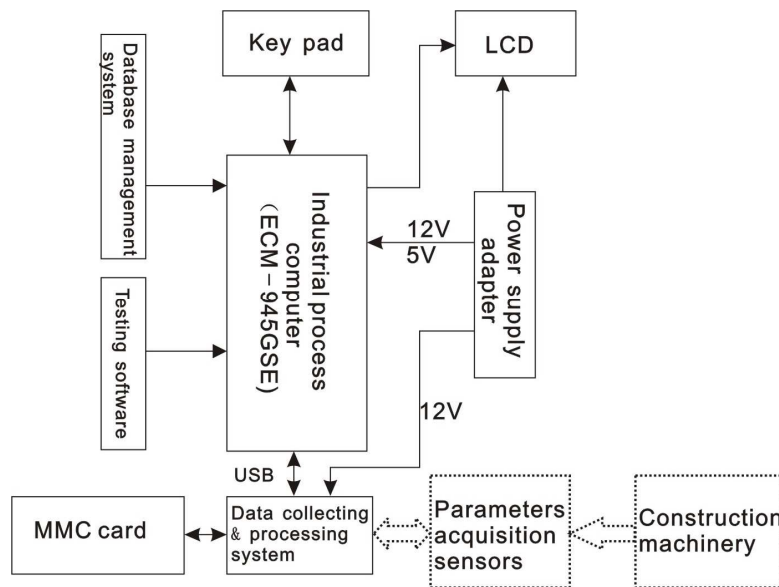 Key pad
LCD
Database management
system
Industrial process
computer
(ECM-945GSE)
12V
5V
Power supply
adapter
Testing software
12V
USB
MMC card
Data collecting
& processing
system
Parameters
acquisition
sensors
Construction
machinery